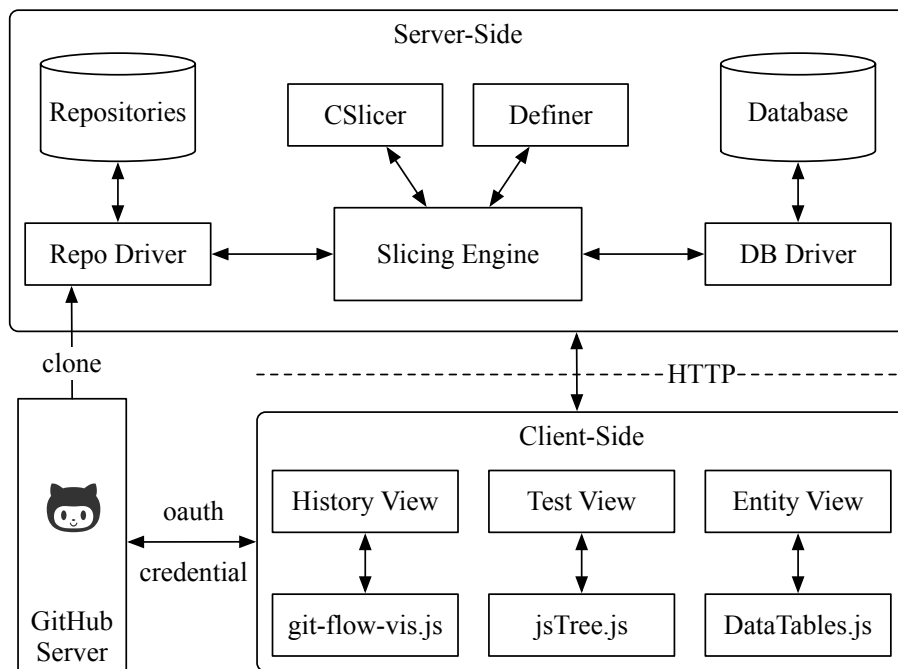 Server-Side
Repositories
CSlicer
Definer
Database
Repo Driver
Slicing Engine
DB Driver
clone
HTTP
Client-Side
History View
Test View
Entity View
oauth
credential
git-flow-vis.js
jsTree.js
DataTables.js
GitHub
Server